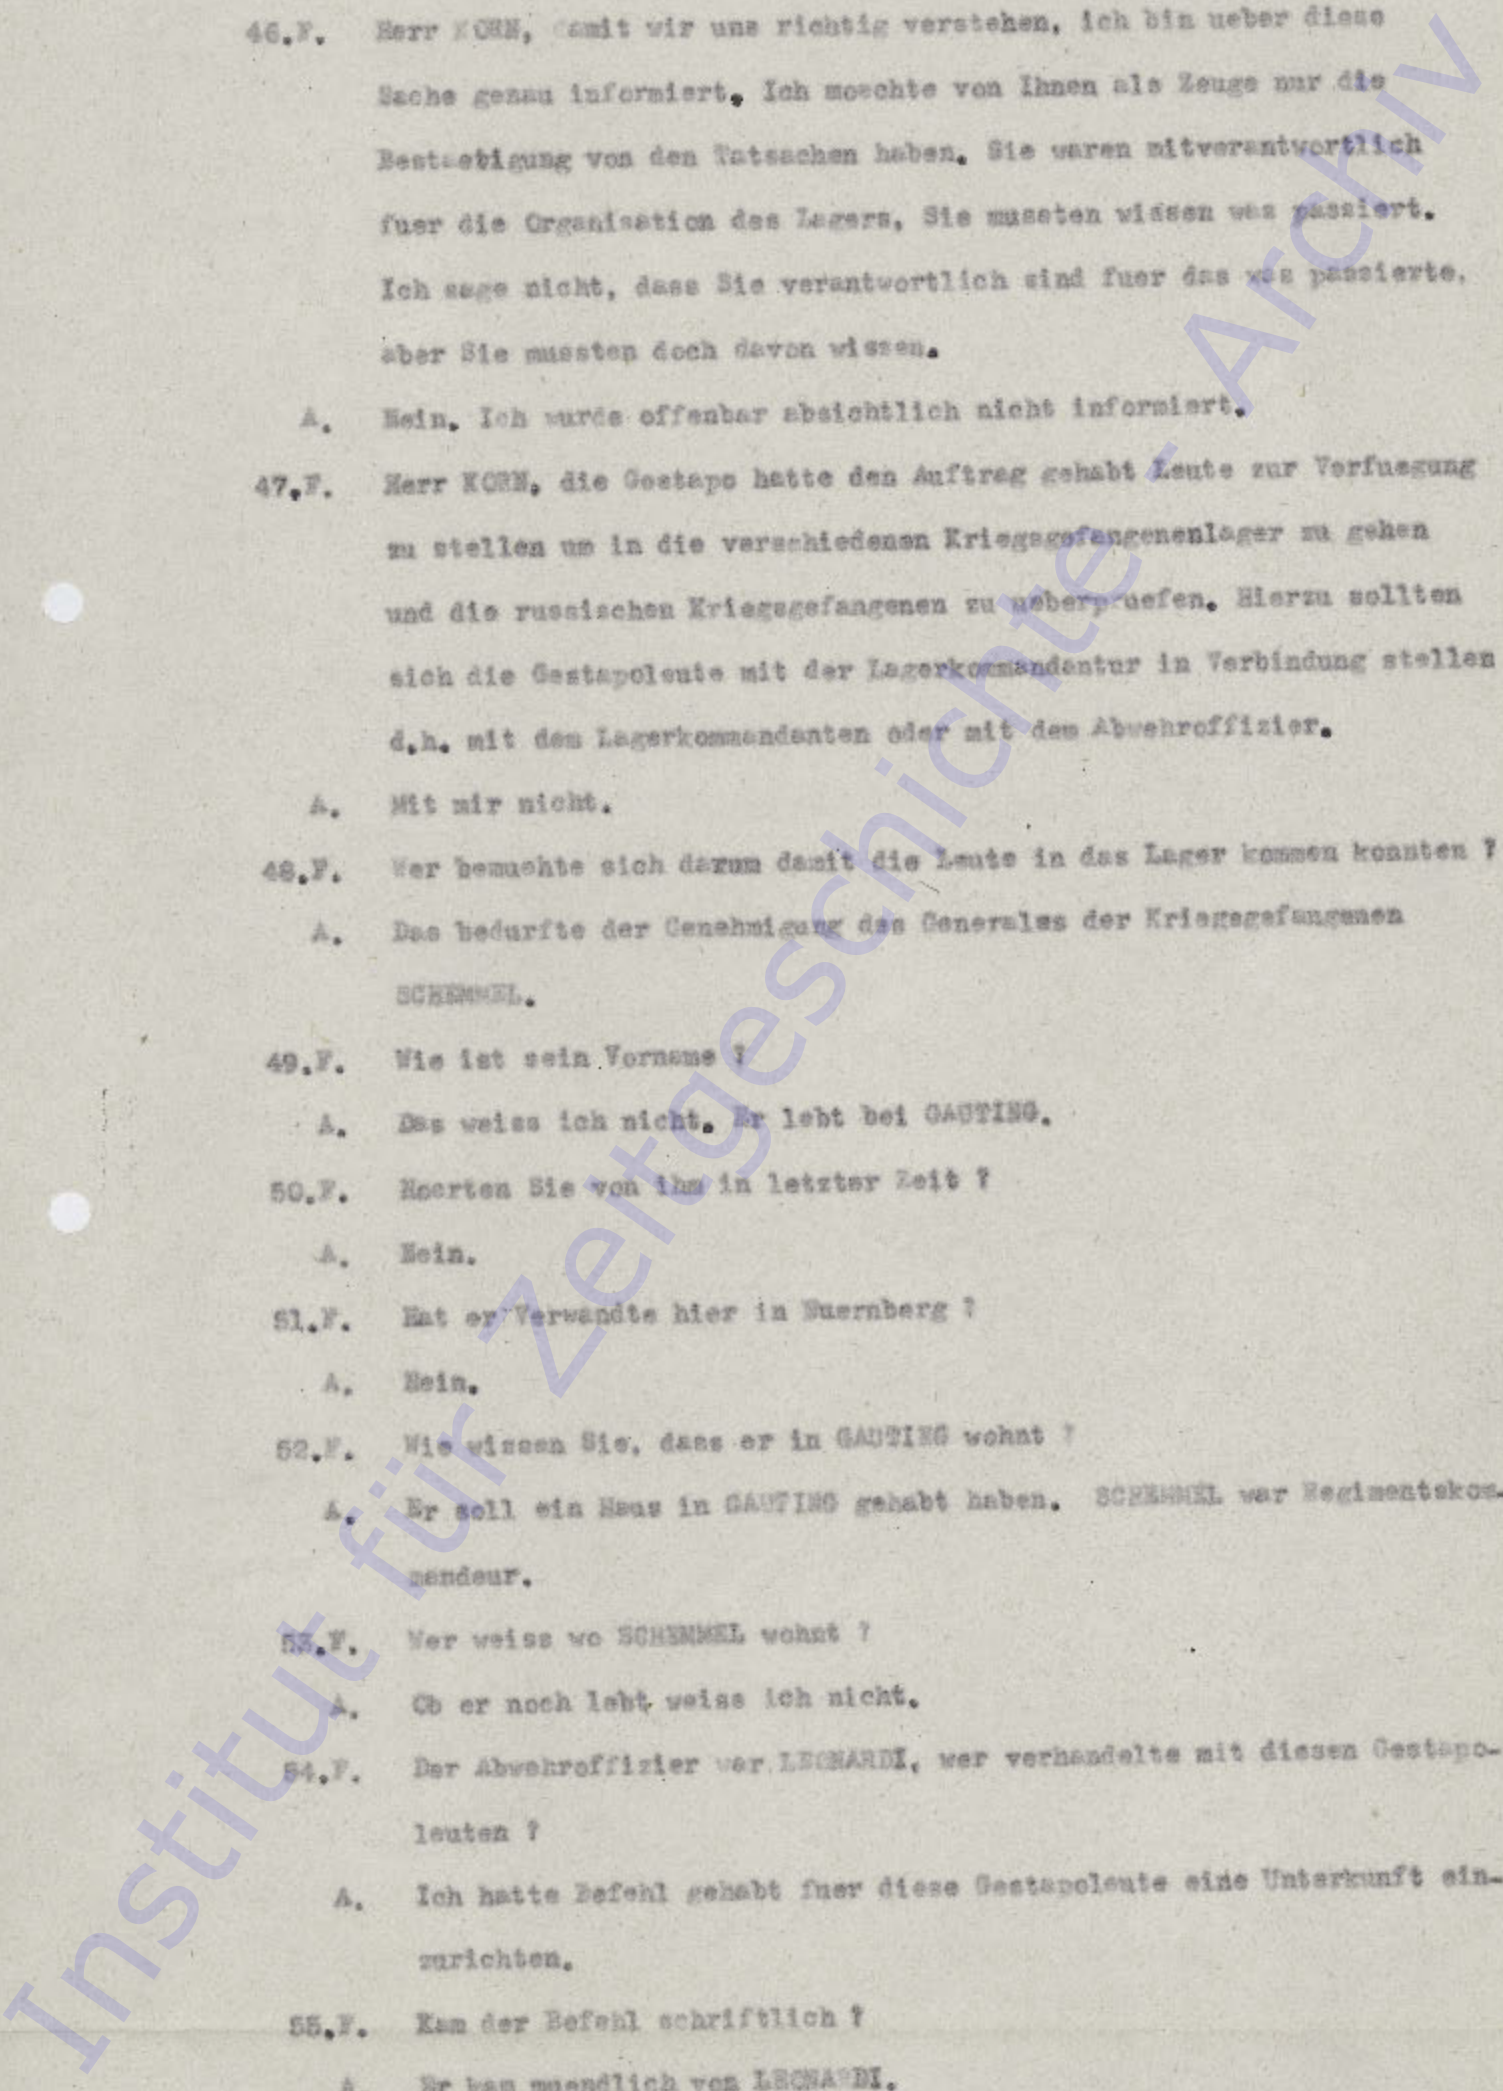 46.F. Herr KORN, damit wir uns richtig verstehen, ich bin ueber diese
Sache genau informiert. Ich moechte von Ihnen als Zeuge nur die
Bestaetigung von den Tatsachen haben. Sie waren mitverantwortlich
fuer die Organisation des Lagers, Sie mussten wissen was passiert.
Ich sage nicht, dass Sie verantwortlich sind fuer das was passierte,
aber Sie mussten doch davon wissen.
A. Nein. Ich wurde offenbar absichtlich nicht informiert.
47.F. Herr KORN, die Gestapo hatte den Auftrag gehabt Leute zur Verfuegung
zu stellen um in die verschiedenen Kriegsgefangenenlager zu gehen
und die russischen Kriegsgefangenen zu ueberpruefen. Hierzu sollten
sich die Gestapoleute mit der Lagerkommandantur in Verbindung stellen
d.h. mit dem Lagerkommandanten oder mit dem Abwehroffizier.
A. Mit mir nicht.
48.F. Wer bemuehte sich darum damit die Leute in das Lager kommen konnten ?
A. Das bedurfte der Genehmigung des Generales der Kriegsgefangenen
SCHEMMEL.
49.F. Wie ist sein Vorname ?
A. Das weiss ich nicht. Er lebt bei GAUTING.
50.F. Hoerten Sie von ihm in letzter Zeit ?
A. Nein.
51.F. Hat er Verwandte hier in Nuernberg ?
A. Nein.
52.F. Wie wissen Sie, dass er in GAUTING wohnt ?
A. Er soll ein Haus in GAUTING gehabt haben. SCHEMMEL war Regimentskom-
mandeur.
53.F. Wer weiss wo SCHEMMEL wohnt ?
A. Ob er noch lebt weiss ich nicht.
54.F. Der Abwehroffizier war LEONARDI, wer verhandelte mit diesen Gestapo-
leuten ?
A. Ich hatte Befehl gehabt fuer diese Gestapoleute eine Unterkunft ein-
zurichten.
55.F. Kam der Befehl schriftlich ?
A Er kam muendlich von LEONARDI.
Institut für Zeitgeschichte - Archiv